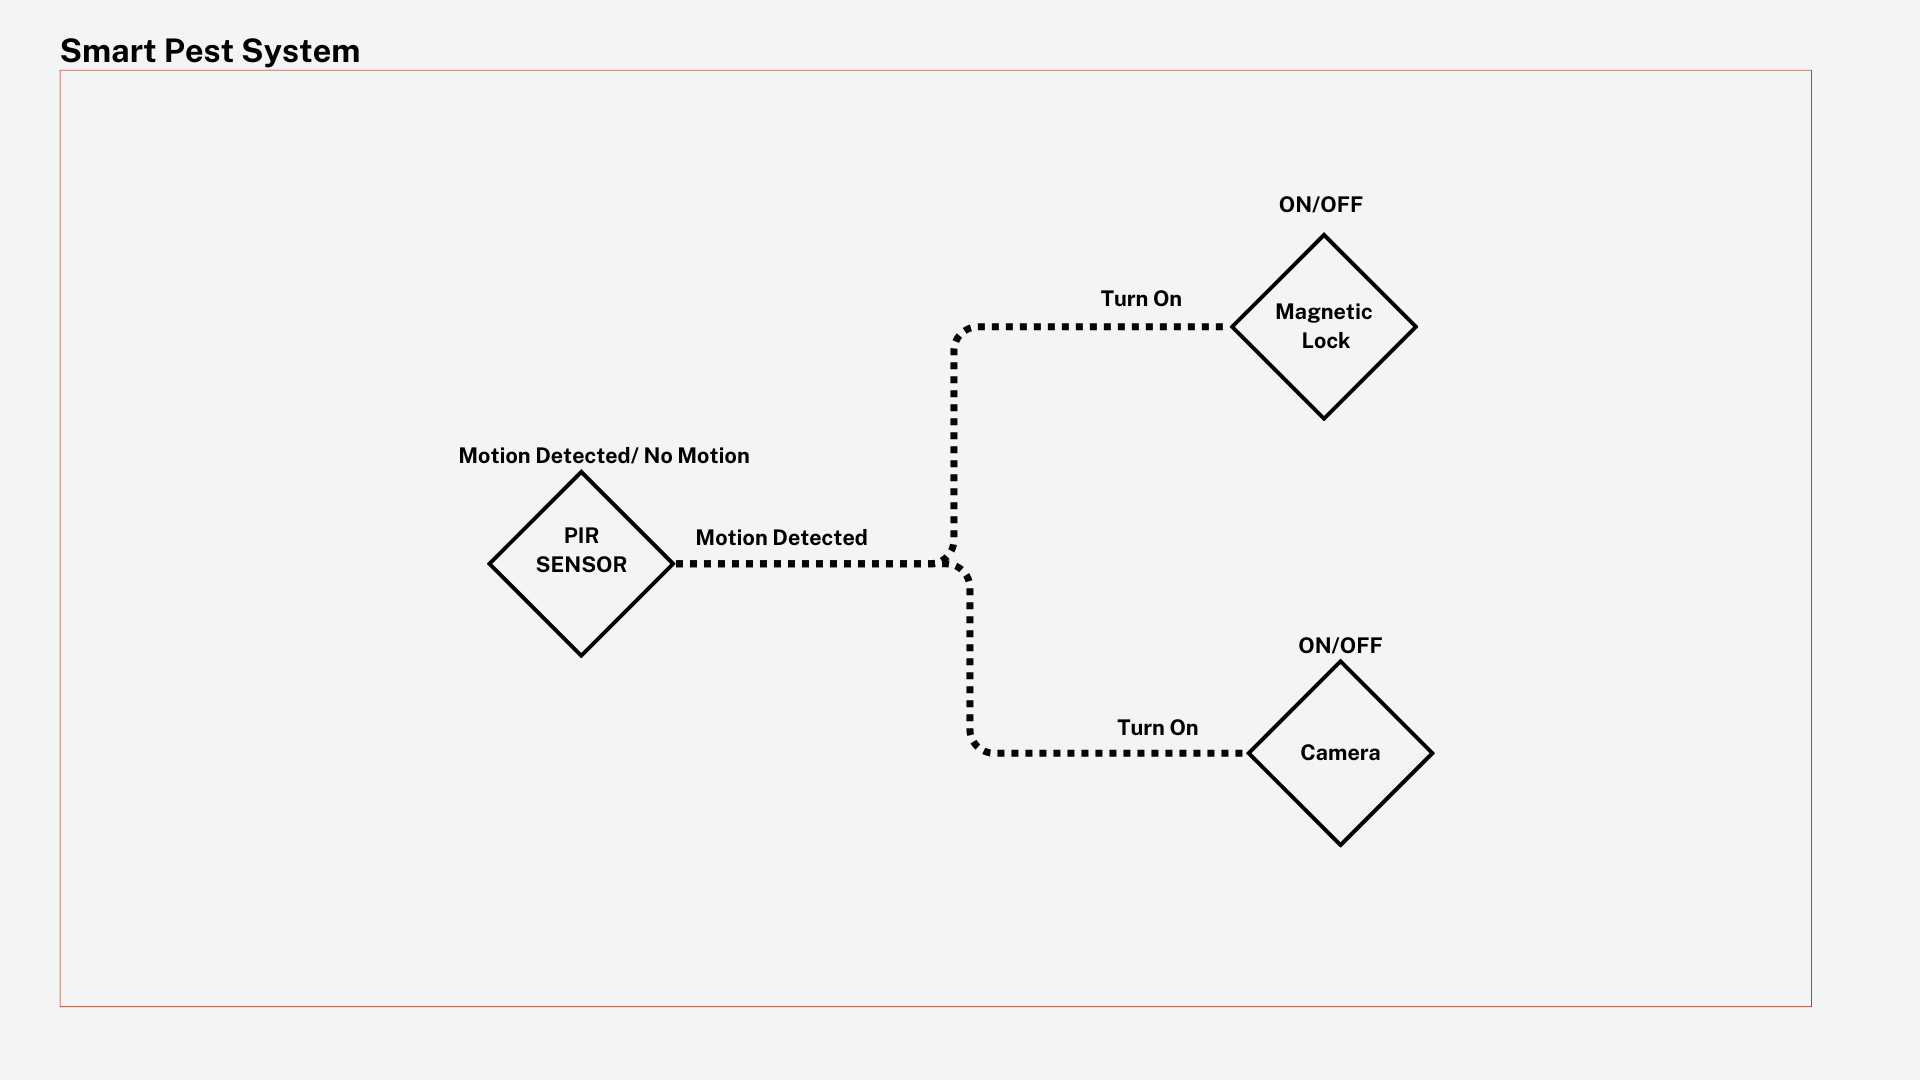 Smart Pest System
ON/OFF
Turn On
Magnetic
Lock
Motion Detected/ No Motion
PIR
SENSOR
Motion Detected
ON/OFF
Turn On
Camera